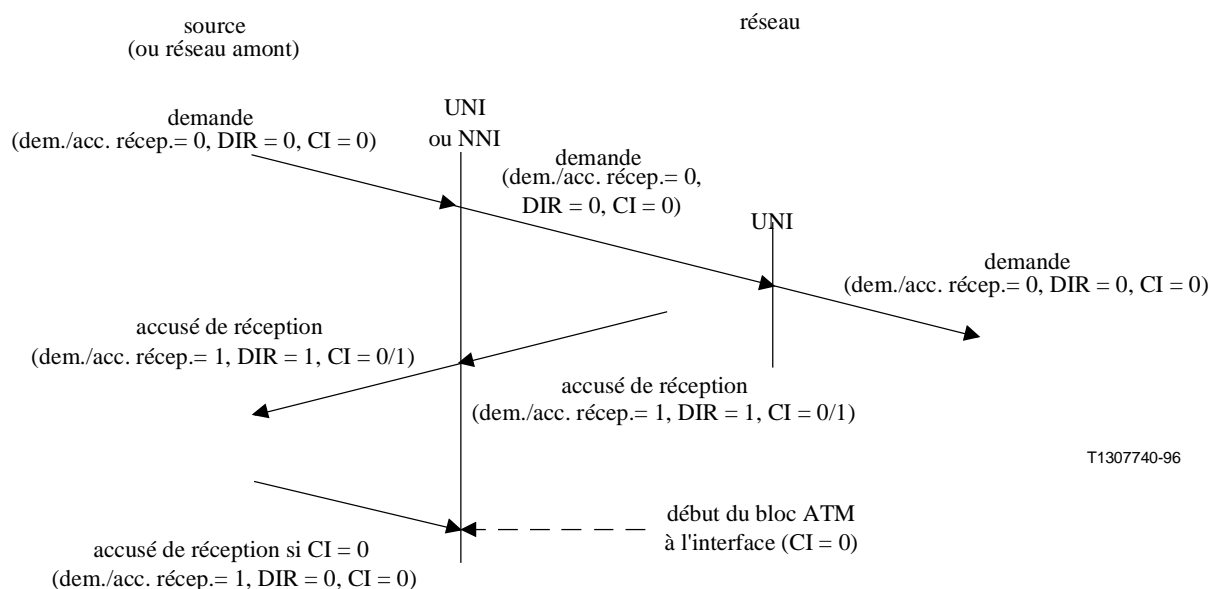 source
(ou réseau amont)
réseau
demande
(dem./acc. récep.= 0, DIR = 0, CI = 0)
UNI
ou NNI
demande
(dem./acc. récep.= 0,
DIR = 0, CI = 0)
UNI
demande
(dem./acc. récep.= 0, DIR = 0, CI = 0)
accusé de réception
(dem./acc. récep.= 1, DIR = 1, CI = 0/1)
accusé de réception
(dem./acc. récep.= 1, DIR = 1, CI = 0/1)
T1307740-96
début du bloc ATM
à l'interface (CI = 0)
accusé de réception si CI = 0
(dem./acc. récep.= 1, DIR = 0, CI = 0)